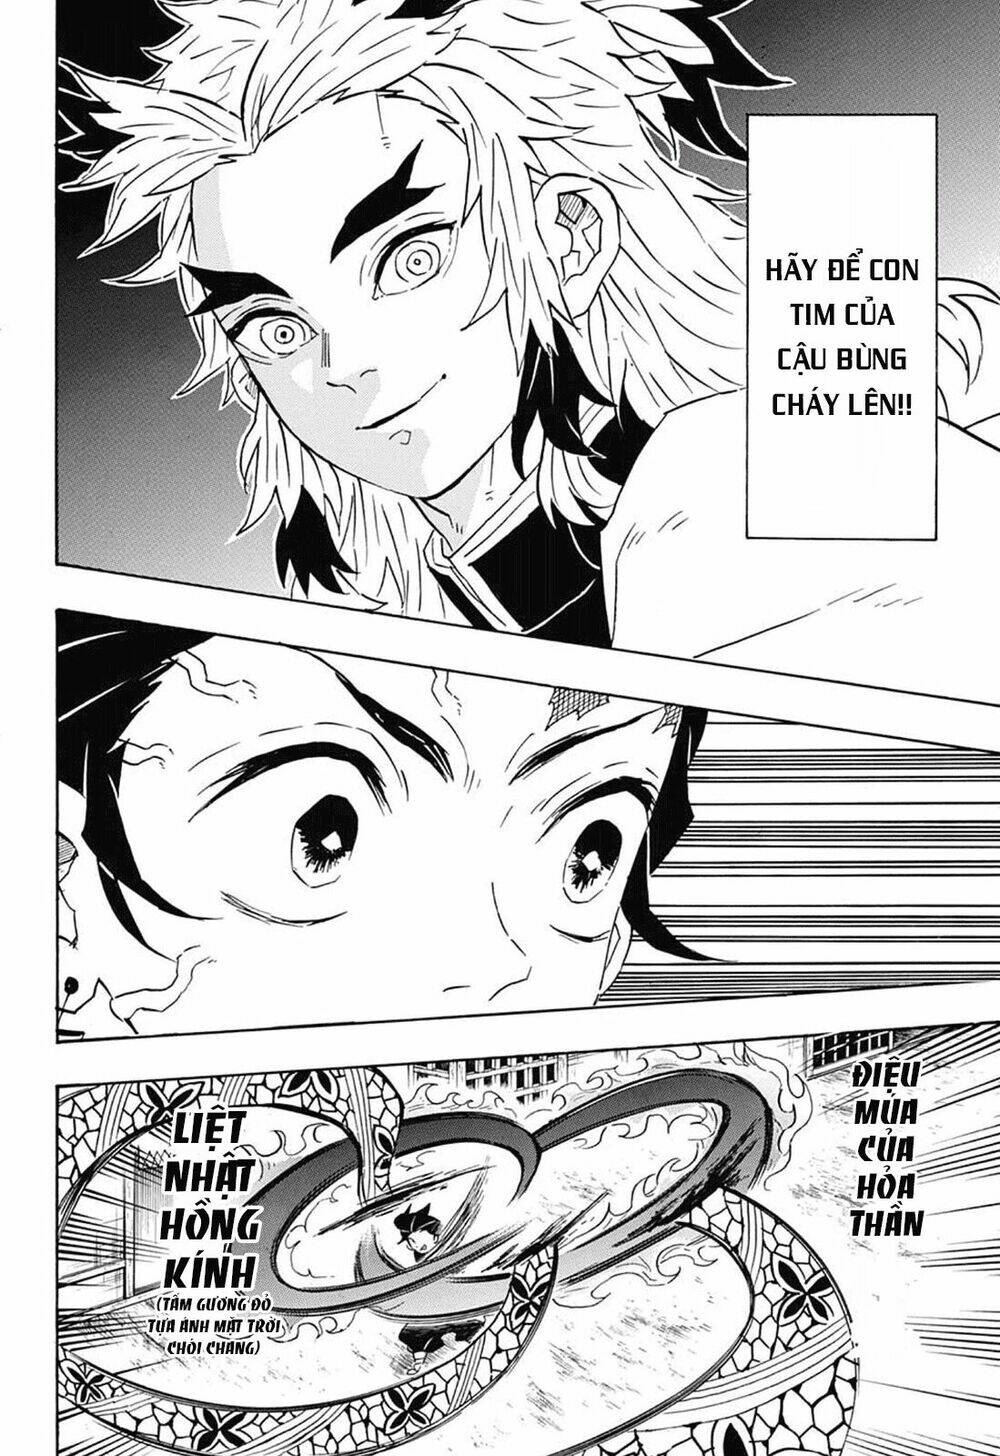 HÃY ĐỂ CON
TIM CỦA
CẬU BÙNG
CHÁY LÊN!!
ĐIỆU
MÚA
CỦA
HỎA
THẦN
LIỆT
NHẬT
HỒNG
KÍNH
(TẤM GƯƠNG ĐỎ
TỰA ÁNH MẶT TRỜI
CHÓI CHANG)